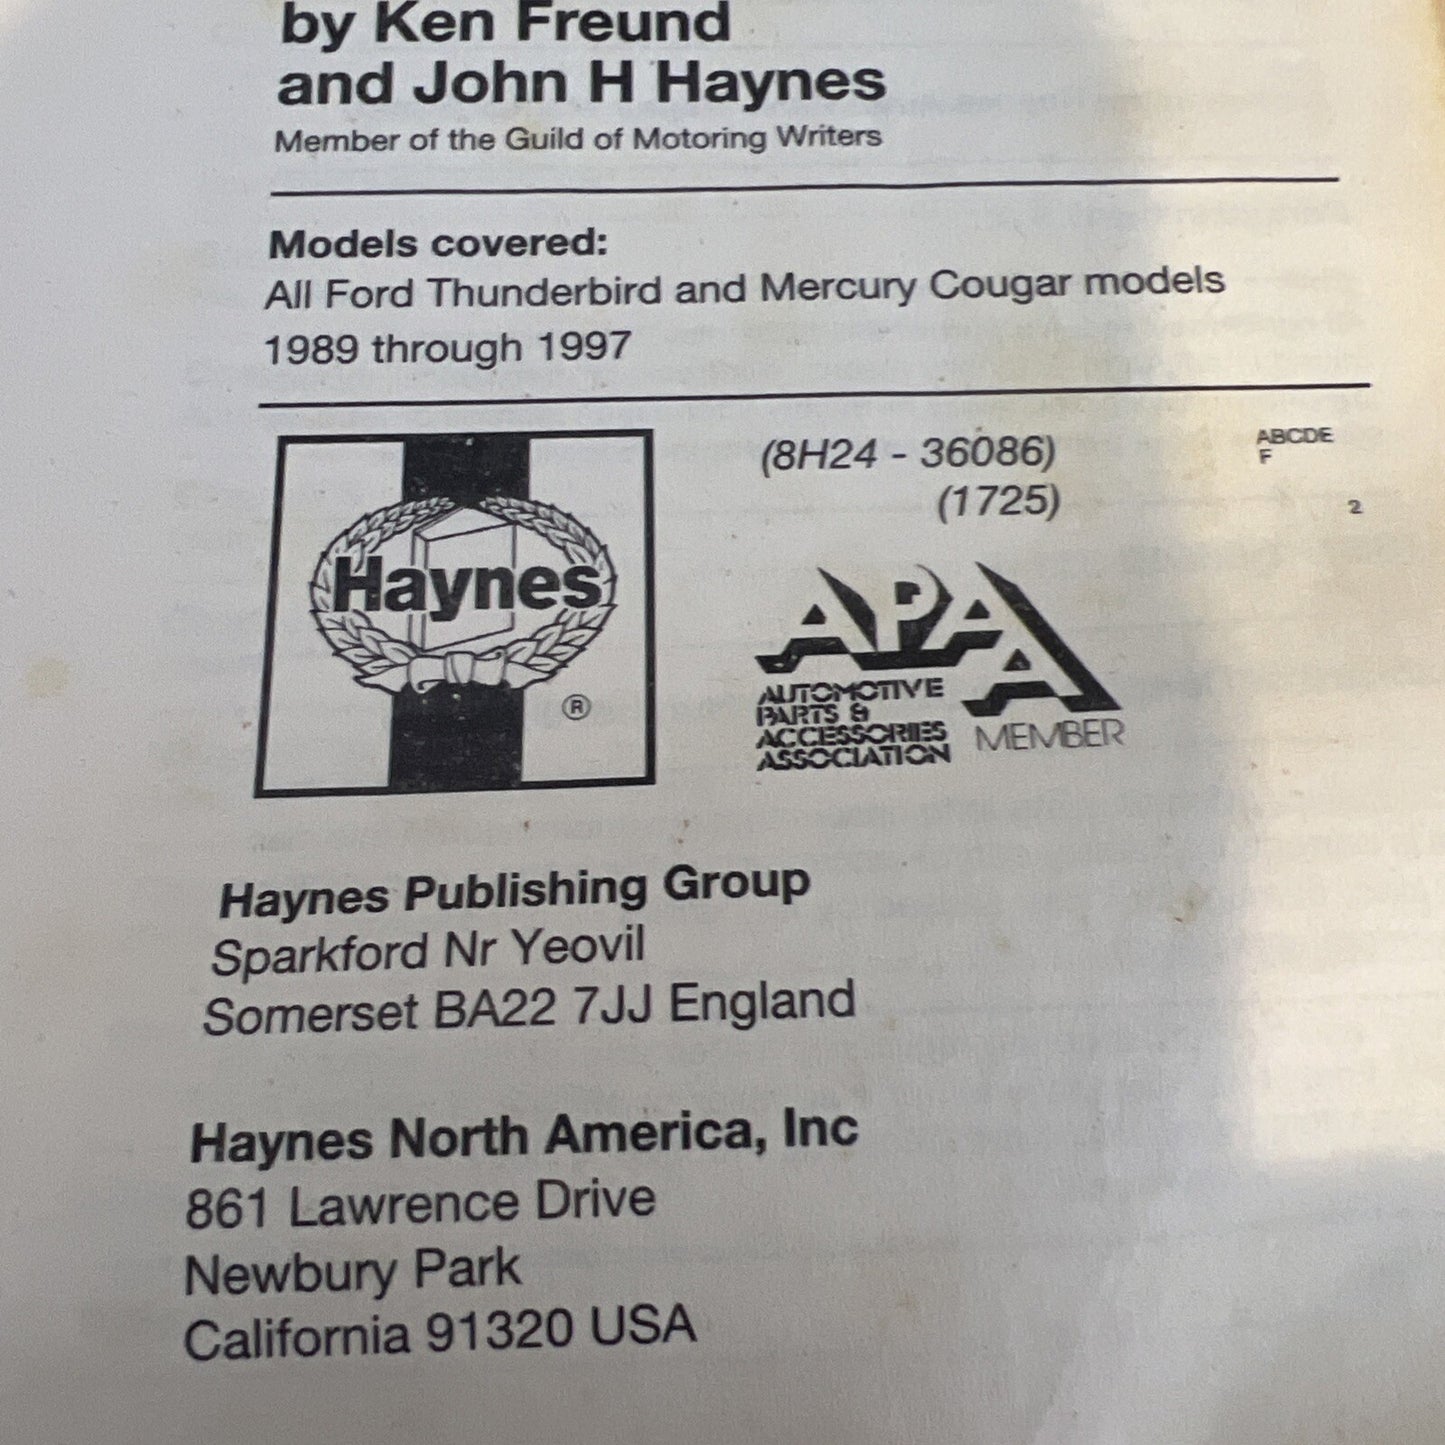 by Ken Freund
and John H Haynes
Member of the Guild of Motoring Writers
Models covered:
All Ford Thunderbird and Mercury Cougar models
1989 through 1997
(8H24 - 36086)
(1725)
ABCDE
F
2
Haynes
®
APAA
AUTOMOTIVE
PARTS &
ACCESSORIES
ASSOCIATION
MEMBER
Haynes Publishing Group
Sparkford Nr Yeovil
Somerset BA22 7JJ England
Haynes North America, Inc
861 Lawrence Drive
Newbury Park
California 91320 USA